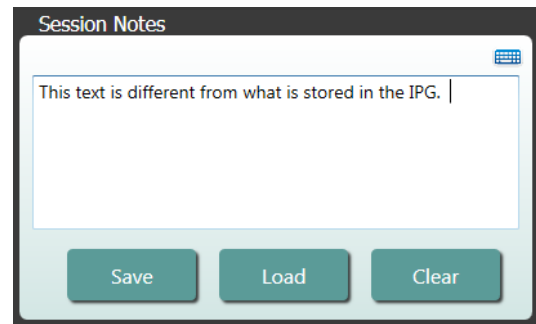 Session Notes
This text is different from what is stored in the IPG.
Save Load Clear